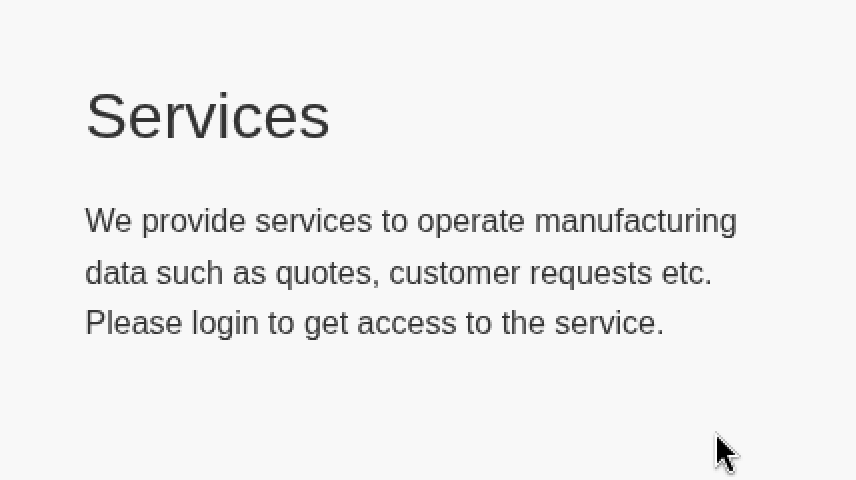 Services
We provide services to operate manufacturing
data such as quotes, customer requests etc.
Please login to get access to the service.